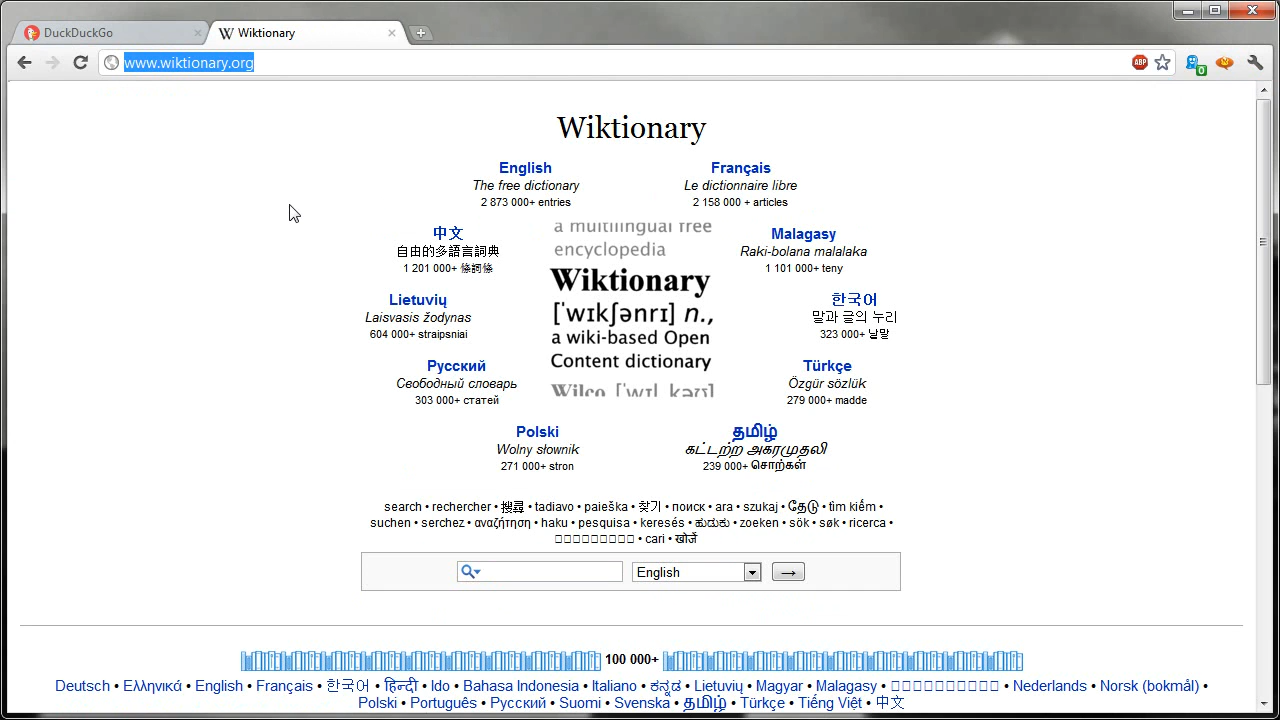 DuckDuckGo
Wiktionary
www.wiktionary.org
ABP
0
Wiktionary
English
The free dictionary
2 873 000+ entries
Français
Le dictionnaire libre
2 158 000 + articles
中文
自由的多語言詞典
1 201 000+ 條詞條
a multilingual free
encyclopedia
Wiktionary
[ˈwɪkʃənrɪ] n.,
a wiki-based Open
Content dictionary
Wilco [ˈwɪl kəʊ]
Malagasy
Raki-bolana malalaka
1 101 000+ teny
Lietuvių
Laisvasis žodynas
604 000+ straipsniai
한국어
말과 글의 누리
323 000+ 낱말
Русский
Свободный словарь
303 000+ статей
Türkçe
Özgür sözlük
279 000+ madde
Polski
Wolny słownik
271 000+ stron
தமிழ்
கட்டற்ற அகரமுதலி
239 000+ சொற்கள்
search • rechercher • 搜尋 • tadiavo • paieška • 찾기 • поиск • ara • szukaj • தேடு • tìm kiếm •
suchen • serchez • αναζήτηση • haku • pesquisa • keresés • ಹುಡುಕು • zoeken • sök • søk • ricerca •
• cari • खोजें
English
→
100 000+
Deutsch • Ελληνικά • English • Français • 한국어 • हिन्दी • Ido • Bahasa Indonesia • Italiano • ಕನ್ನಡ • Lietuvių • Magyar • Malagasy • • Nederlands • Norsk (bokmål) •
Polski • Português • Русский • Suomi • Svenska • தமிழ் • Türkçe • Tiếng Việt • 中文